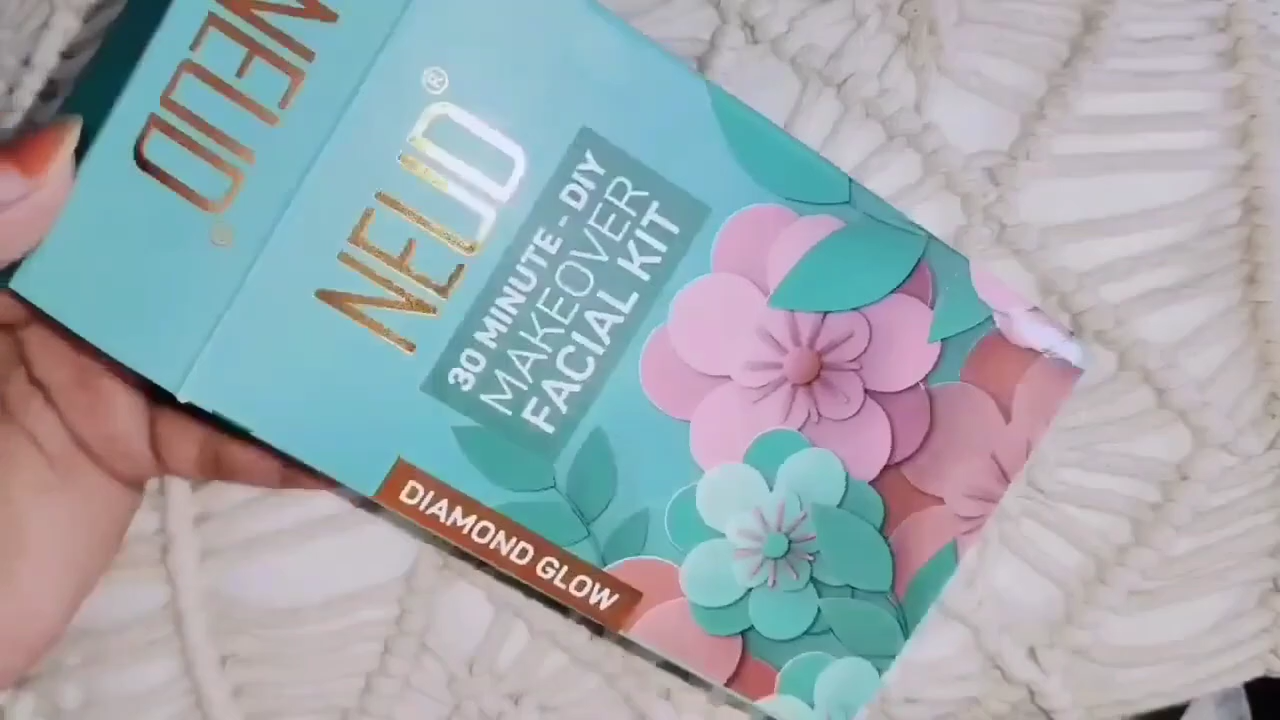 NEUD®
NEUD®
30 MINUTE - DIY
MAKEOVER
FACIAL KIT
DIAMOND GLOW